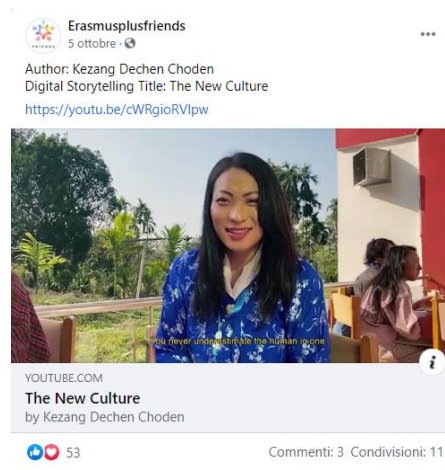 Erasmusplusfriends
5 ottobre ·
Author: Kezang Dechen Choden
Digital Storytelling Title: The New Culture
https://youtu.be/cWRgioRVIpw
you never underestimate the human in one
YOUTUBE.COM
The New Culture
by Kezang Dechen Choden
53 Commenti: 3 Condivisioni: 11